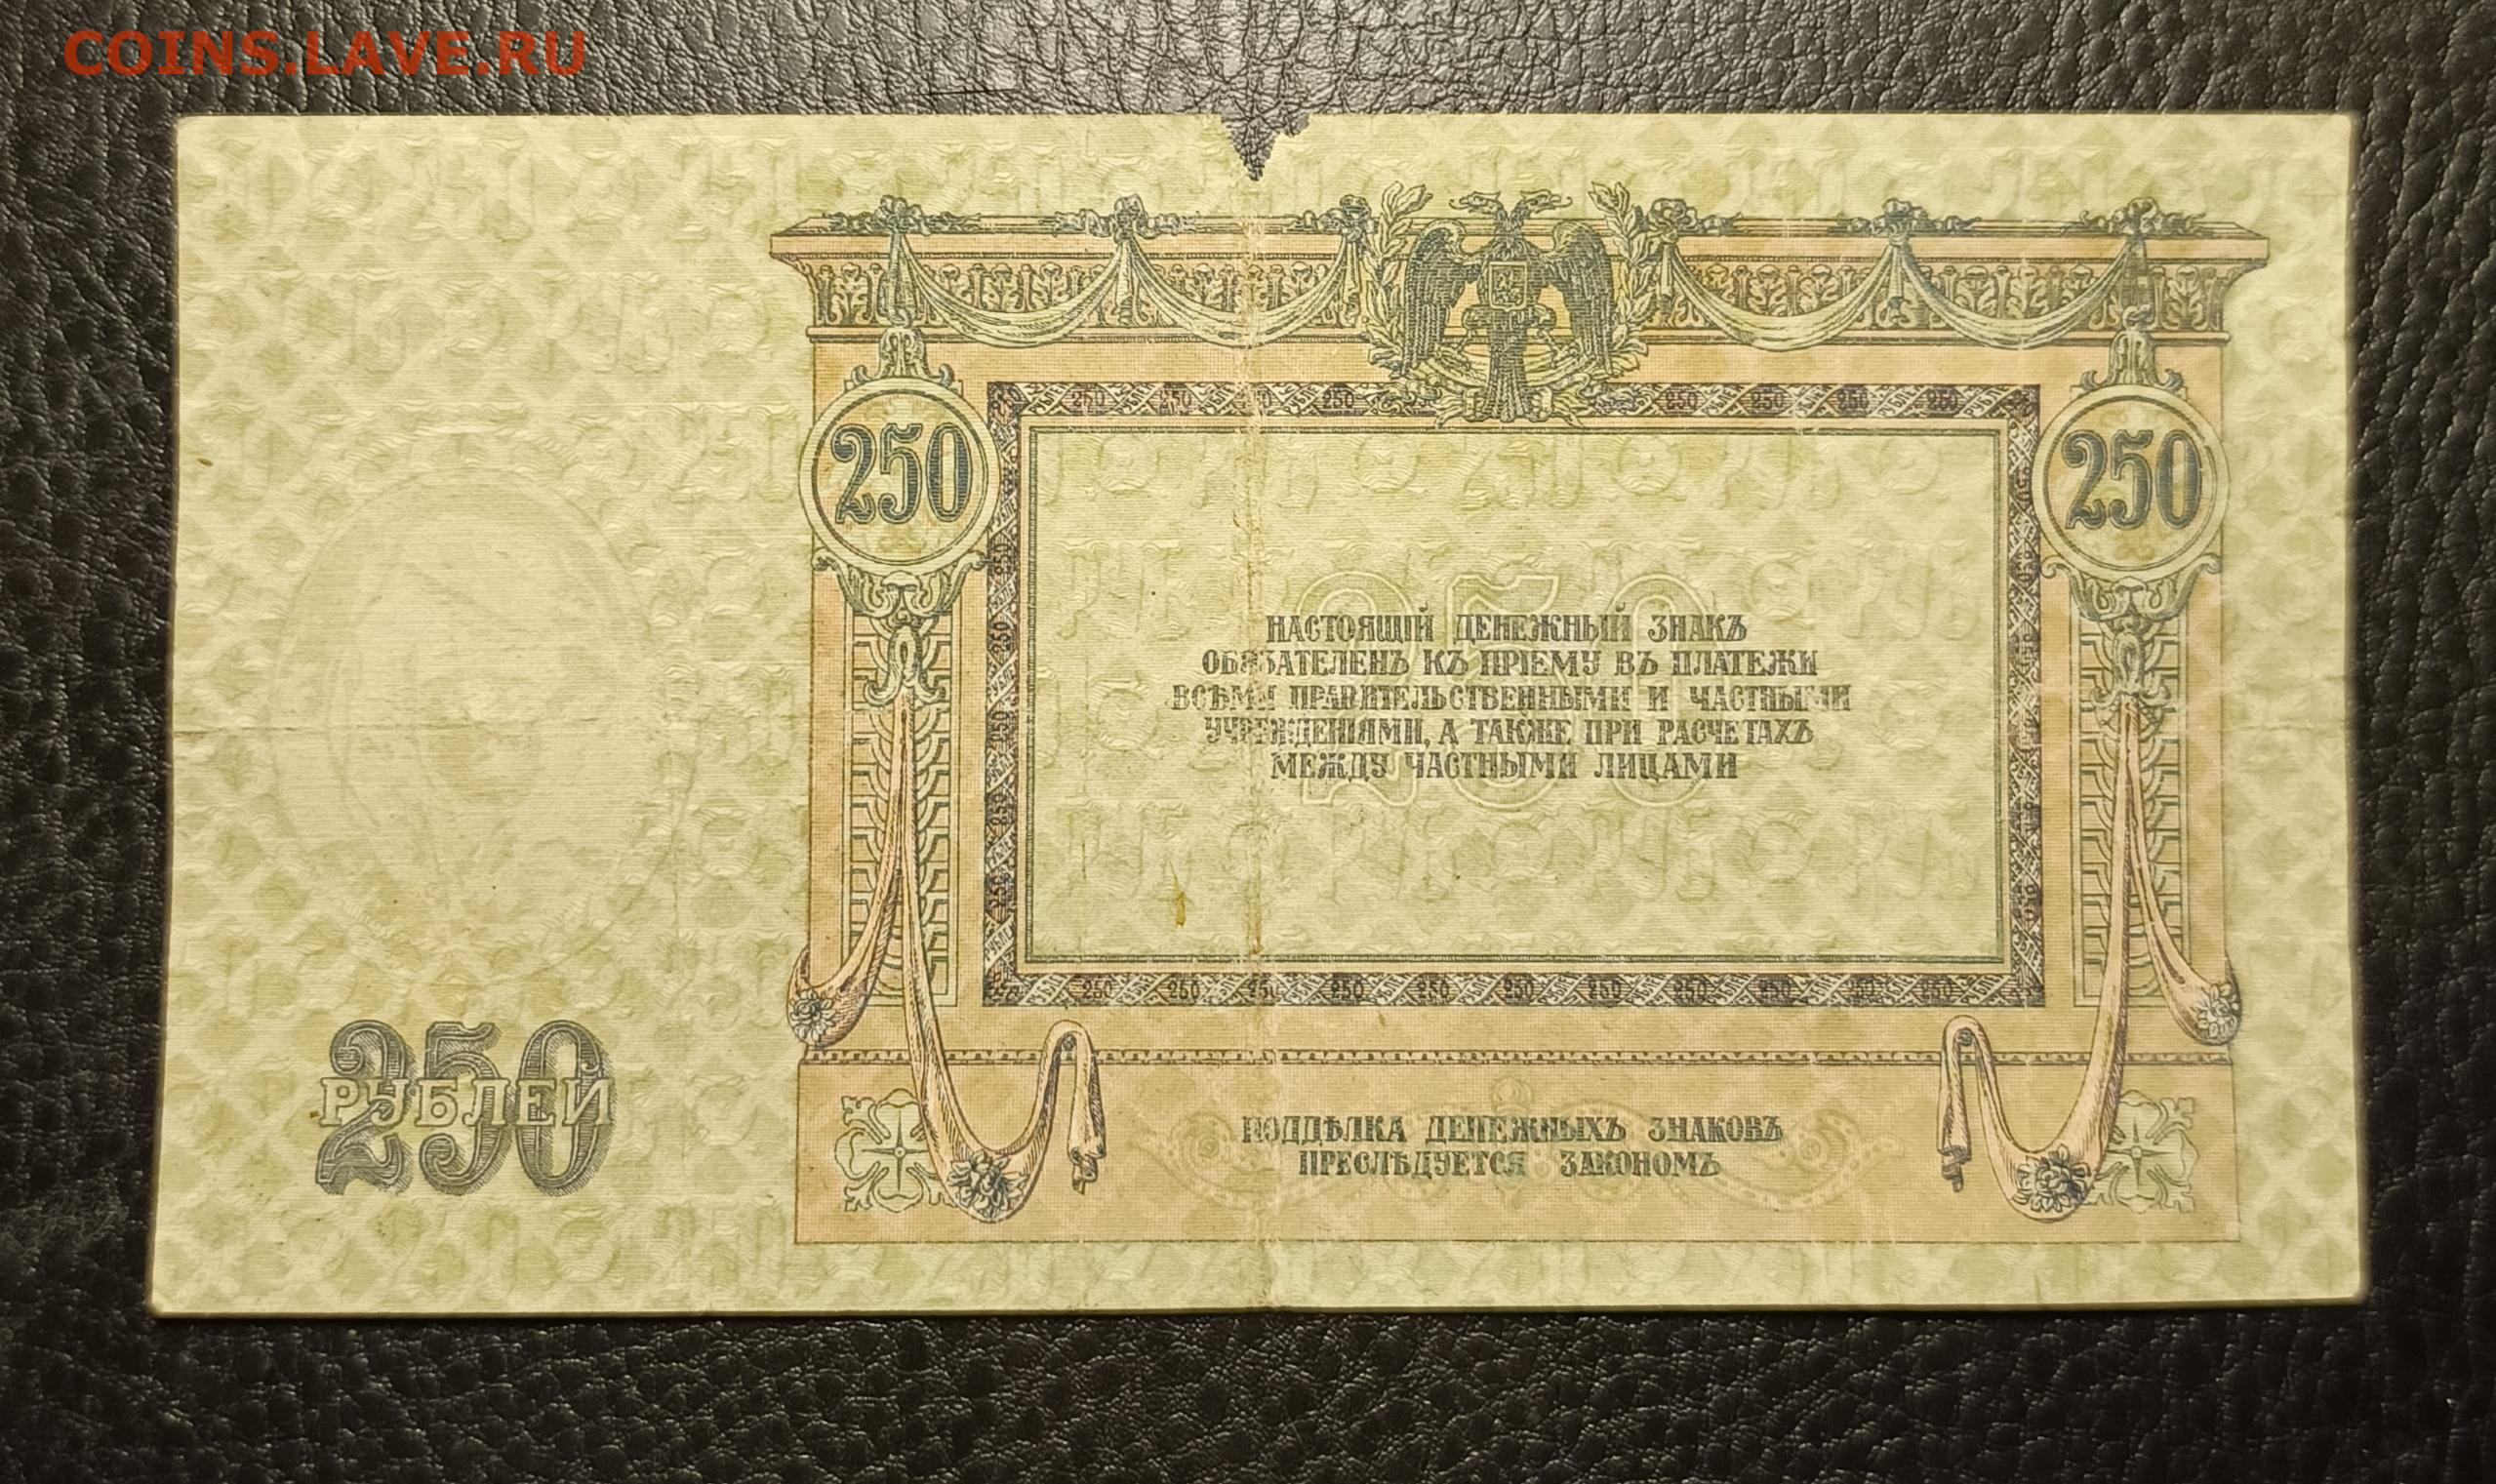 COINS.LAVE.RU
250
250
250
НАСТОЯЩІЙ ДЕНЕЖНЫЙ ЗНАКЪ
ОБЯЗАТЕЛЕНЪ КЪ ПРІЕМУ ВЪ ПЛАТЕЖИ
ВСѢМИ ПРАВИТЕЛЬСТВЕННЫМИ И ЧАСТНЫМИ
УЧРЕЖДЕНІЯМИ, А ТАКЖЕ ПРИ РАСЧЕТАХЪ
МЕЖДУ ЧАСТНЫМИ ЛИЦАМИ
250
РУБЛЕЙ
ПОДДѢЛКА ДЕНЕЖНЫХЪ ЗНАКОВЪ
ПРЕСЛѢДУЕТСЯ ЗАКОНОМЪ